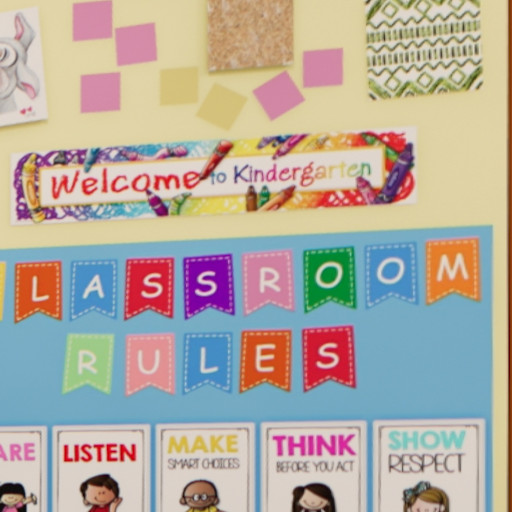 Welcome to Kindergarten
LASSROOM
RULES
ARE
LISTEN
MAKE
SMART CHOICES
THINK
BEFORE YOU ACT
SHOW
RESPECT